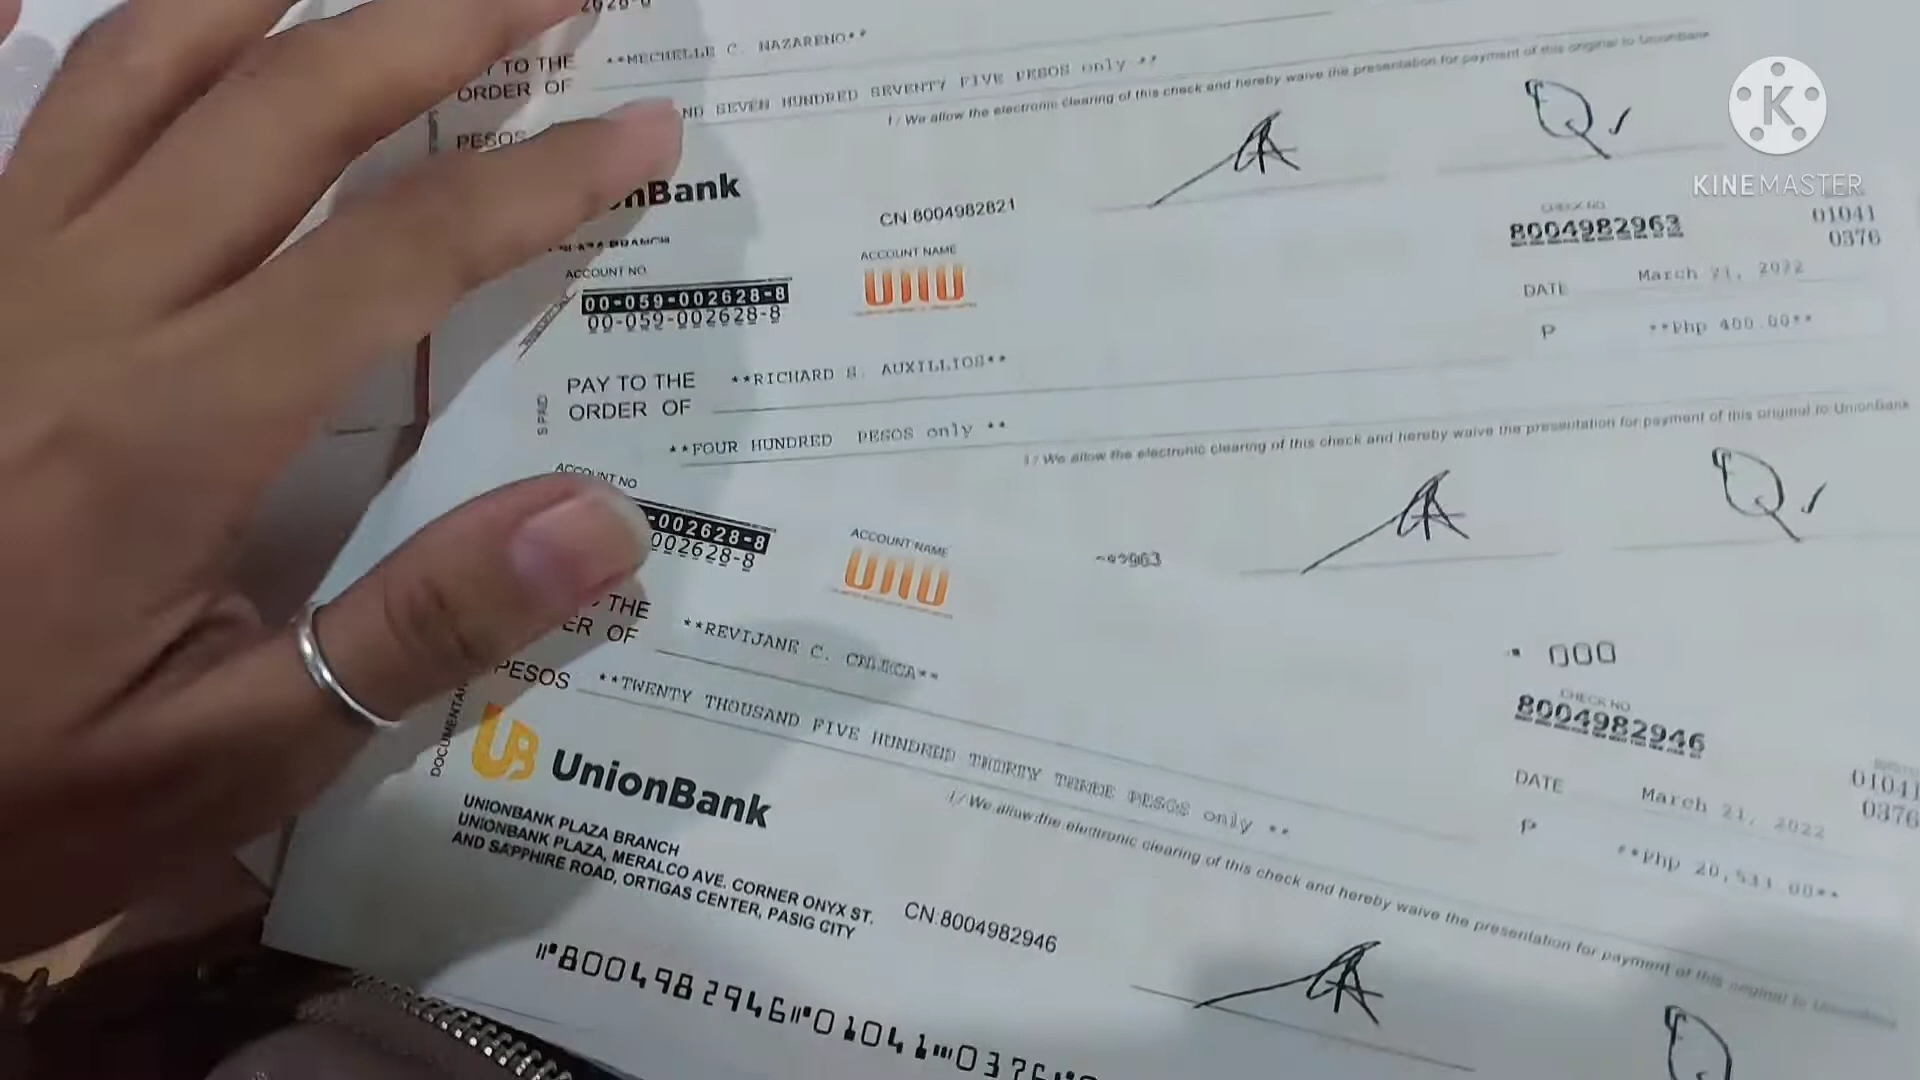 TO THE
ORDER OF
**MECHELLE C. NAZARENO**
PESOS
SEVEN HUNDRED SEVENTY FIVE PESOS only **
I / We allow the electronic clearing of this check and hereby waive the presentation for payment of this original to UnionBank
KINEMASTER
CN.8004982821
CHECK NO.
8004982963
01041
0376
ACCOUNT NO.
00-059-002628-8
00-059-002628-8
ACCOUNT NAME
UNU
DATE March 21, 2022
P **Php 400.00**
PAY TO THE
ORDER OF
**RICHARD S. AUXILLIOS**
**FOUR HUNDRED PESOS only **
I / We allow the electronic clearing of this check and hereby waive the presentation for payment of this original to UnionBank
ACCOUNT NO
-002628-8
002628-8
ACCOUNT NAME
UNU
963
THE
OF
**REVIJANE C.
000
CHECK NO
8004982946
01041
0376
PESOS
**TWENTY THOUSAND FIVE HUNDRED THIRTY THREE PESOS only **
DATE March 21, 2022
P **Php 20,533.00**
I / We allow the electronic clearing of this check and hereby waive the presentation for payment of this original to UnionBank
UB UnionBank
UNIONBANK PLAZA BRANCH
UNIONBANK PLAZA, MERALCO AVE. CORNER ONYX ST.
AND SAPPHIRE ROAD, ORTIGAS CENTER, PASIG CITY
CN.8004982946
⑈8004982946⑈01041⑉0376⑈